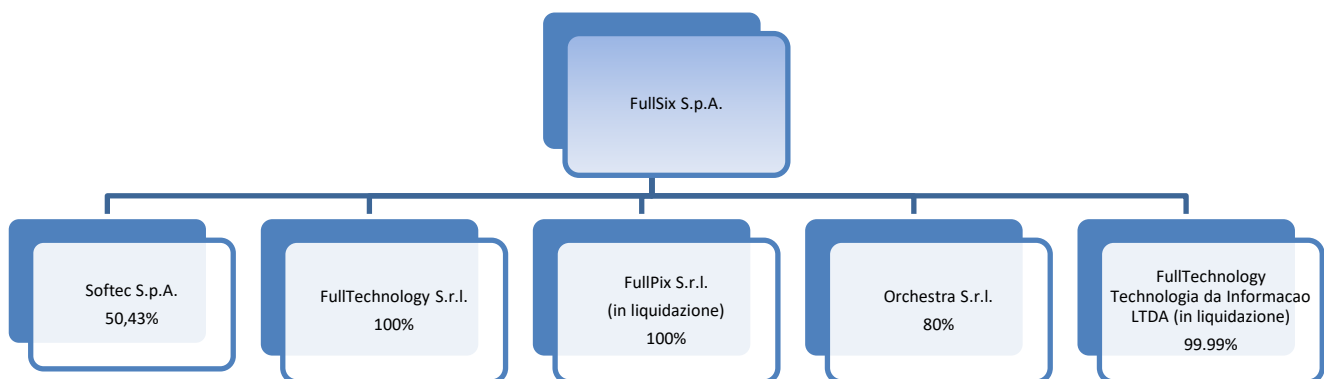 FullSix S.p.A.
Softec S.p.A.
50,43%
FullTechnology S.r.l.
100%
FullPix S.r.l.
(in liquidazione)
100%
Orchestra S.r.l.
80%
FullTechnology
Technologia da Informacao
LTDA (in liquidazione)
99.99%